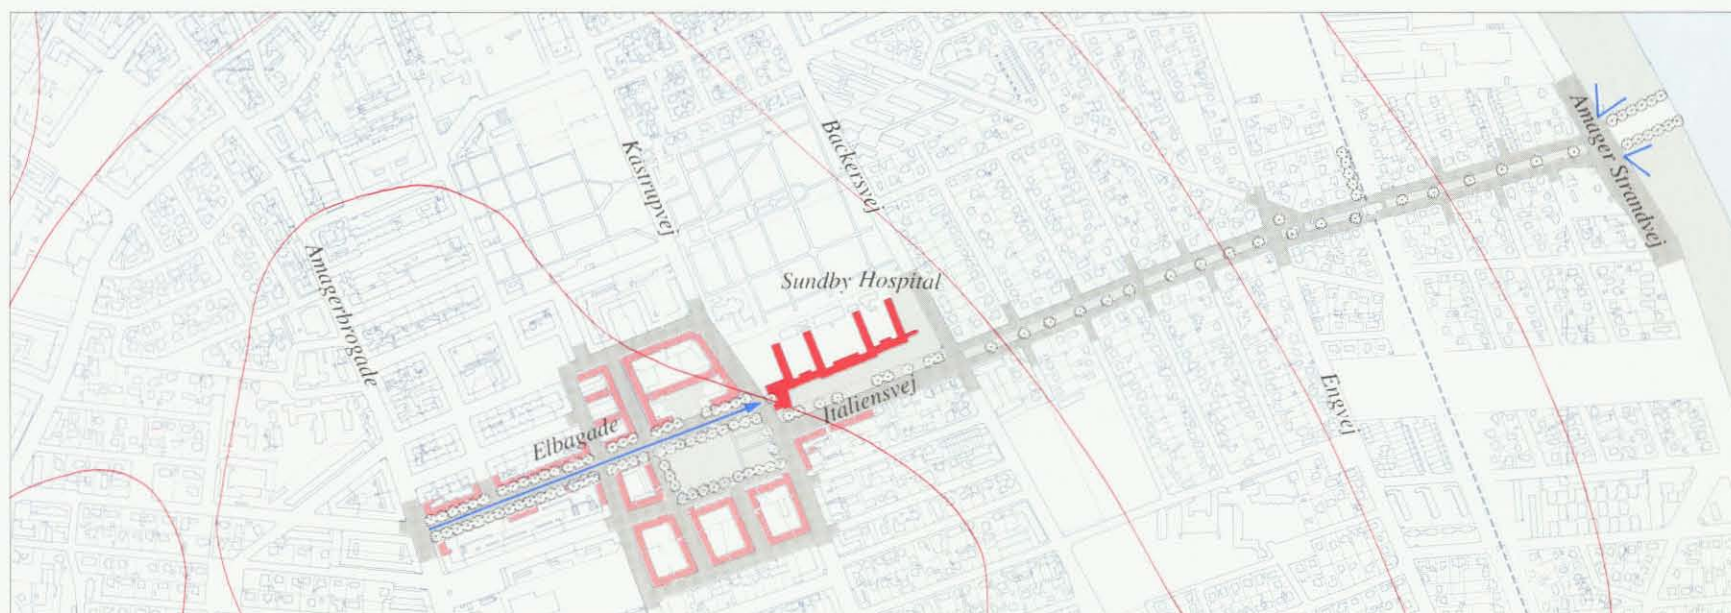 Amager Strandvej
Backersvej
Kastrupvej
Amagerbrogade
Sundby Hospital
Italiensvej
Elbagade
Engvej